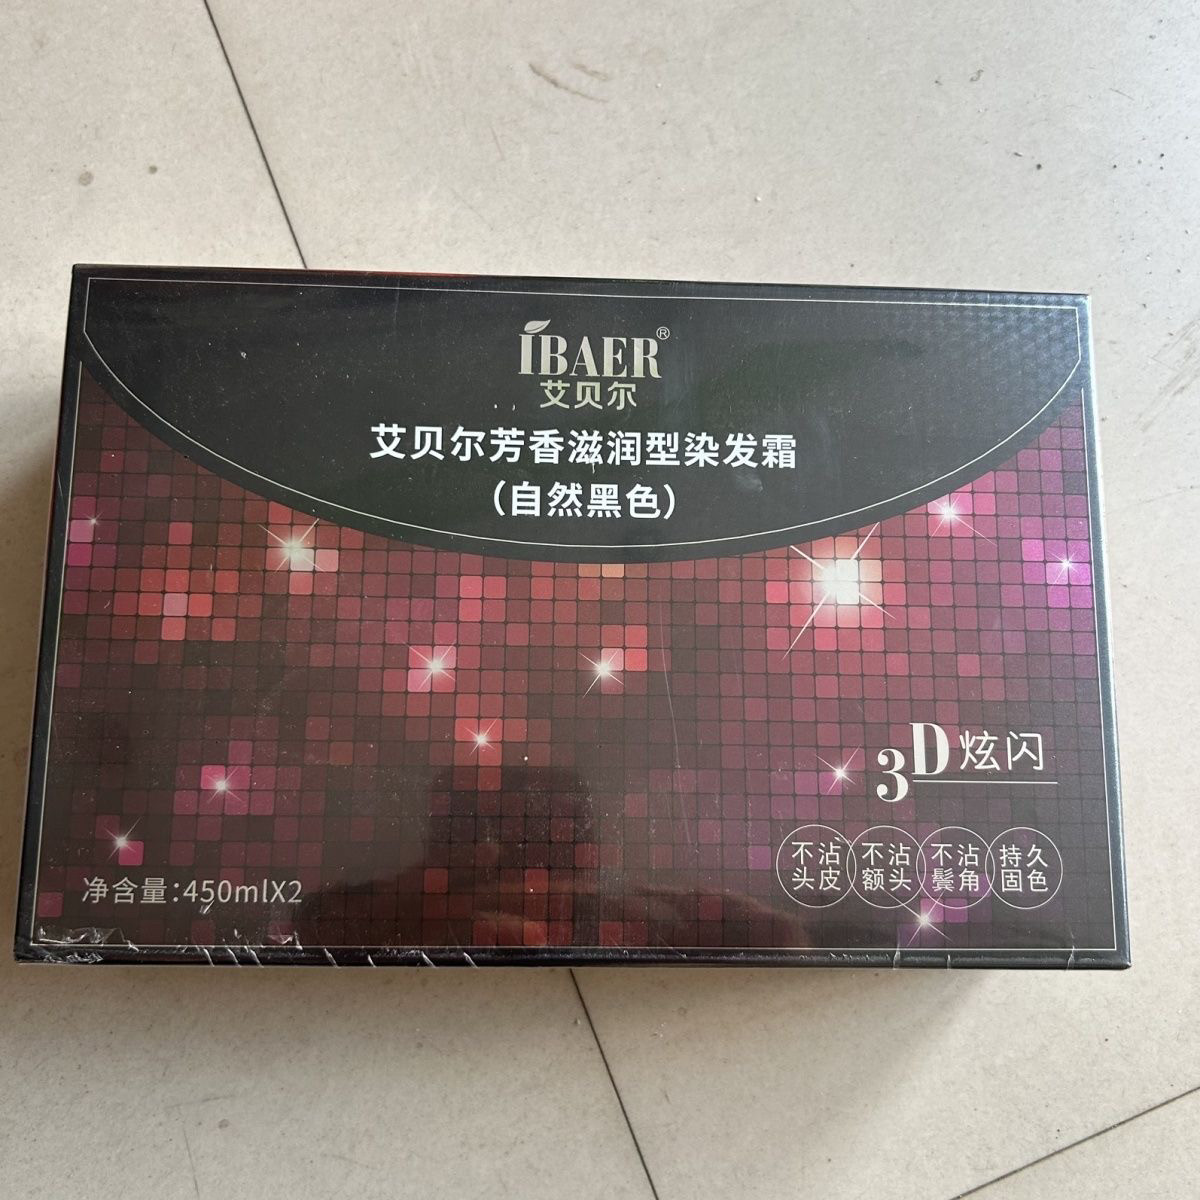 IBAER®
艾贝尔
艾贝尔芳香滋润型染发霜
(自然黑色)
3D炫闪
不沾头皮
不沾额头
不沾鬓角
持久固色
净含量:450mlX2